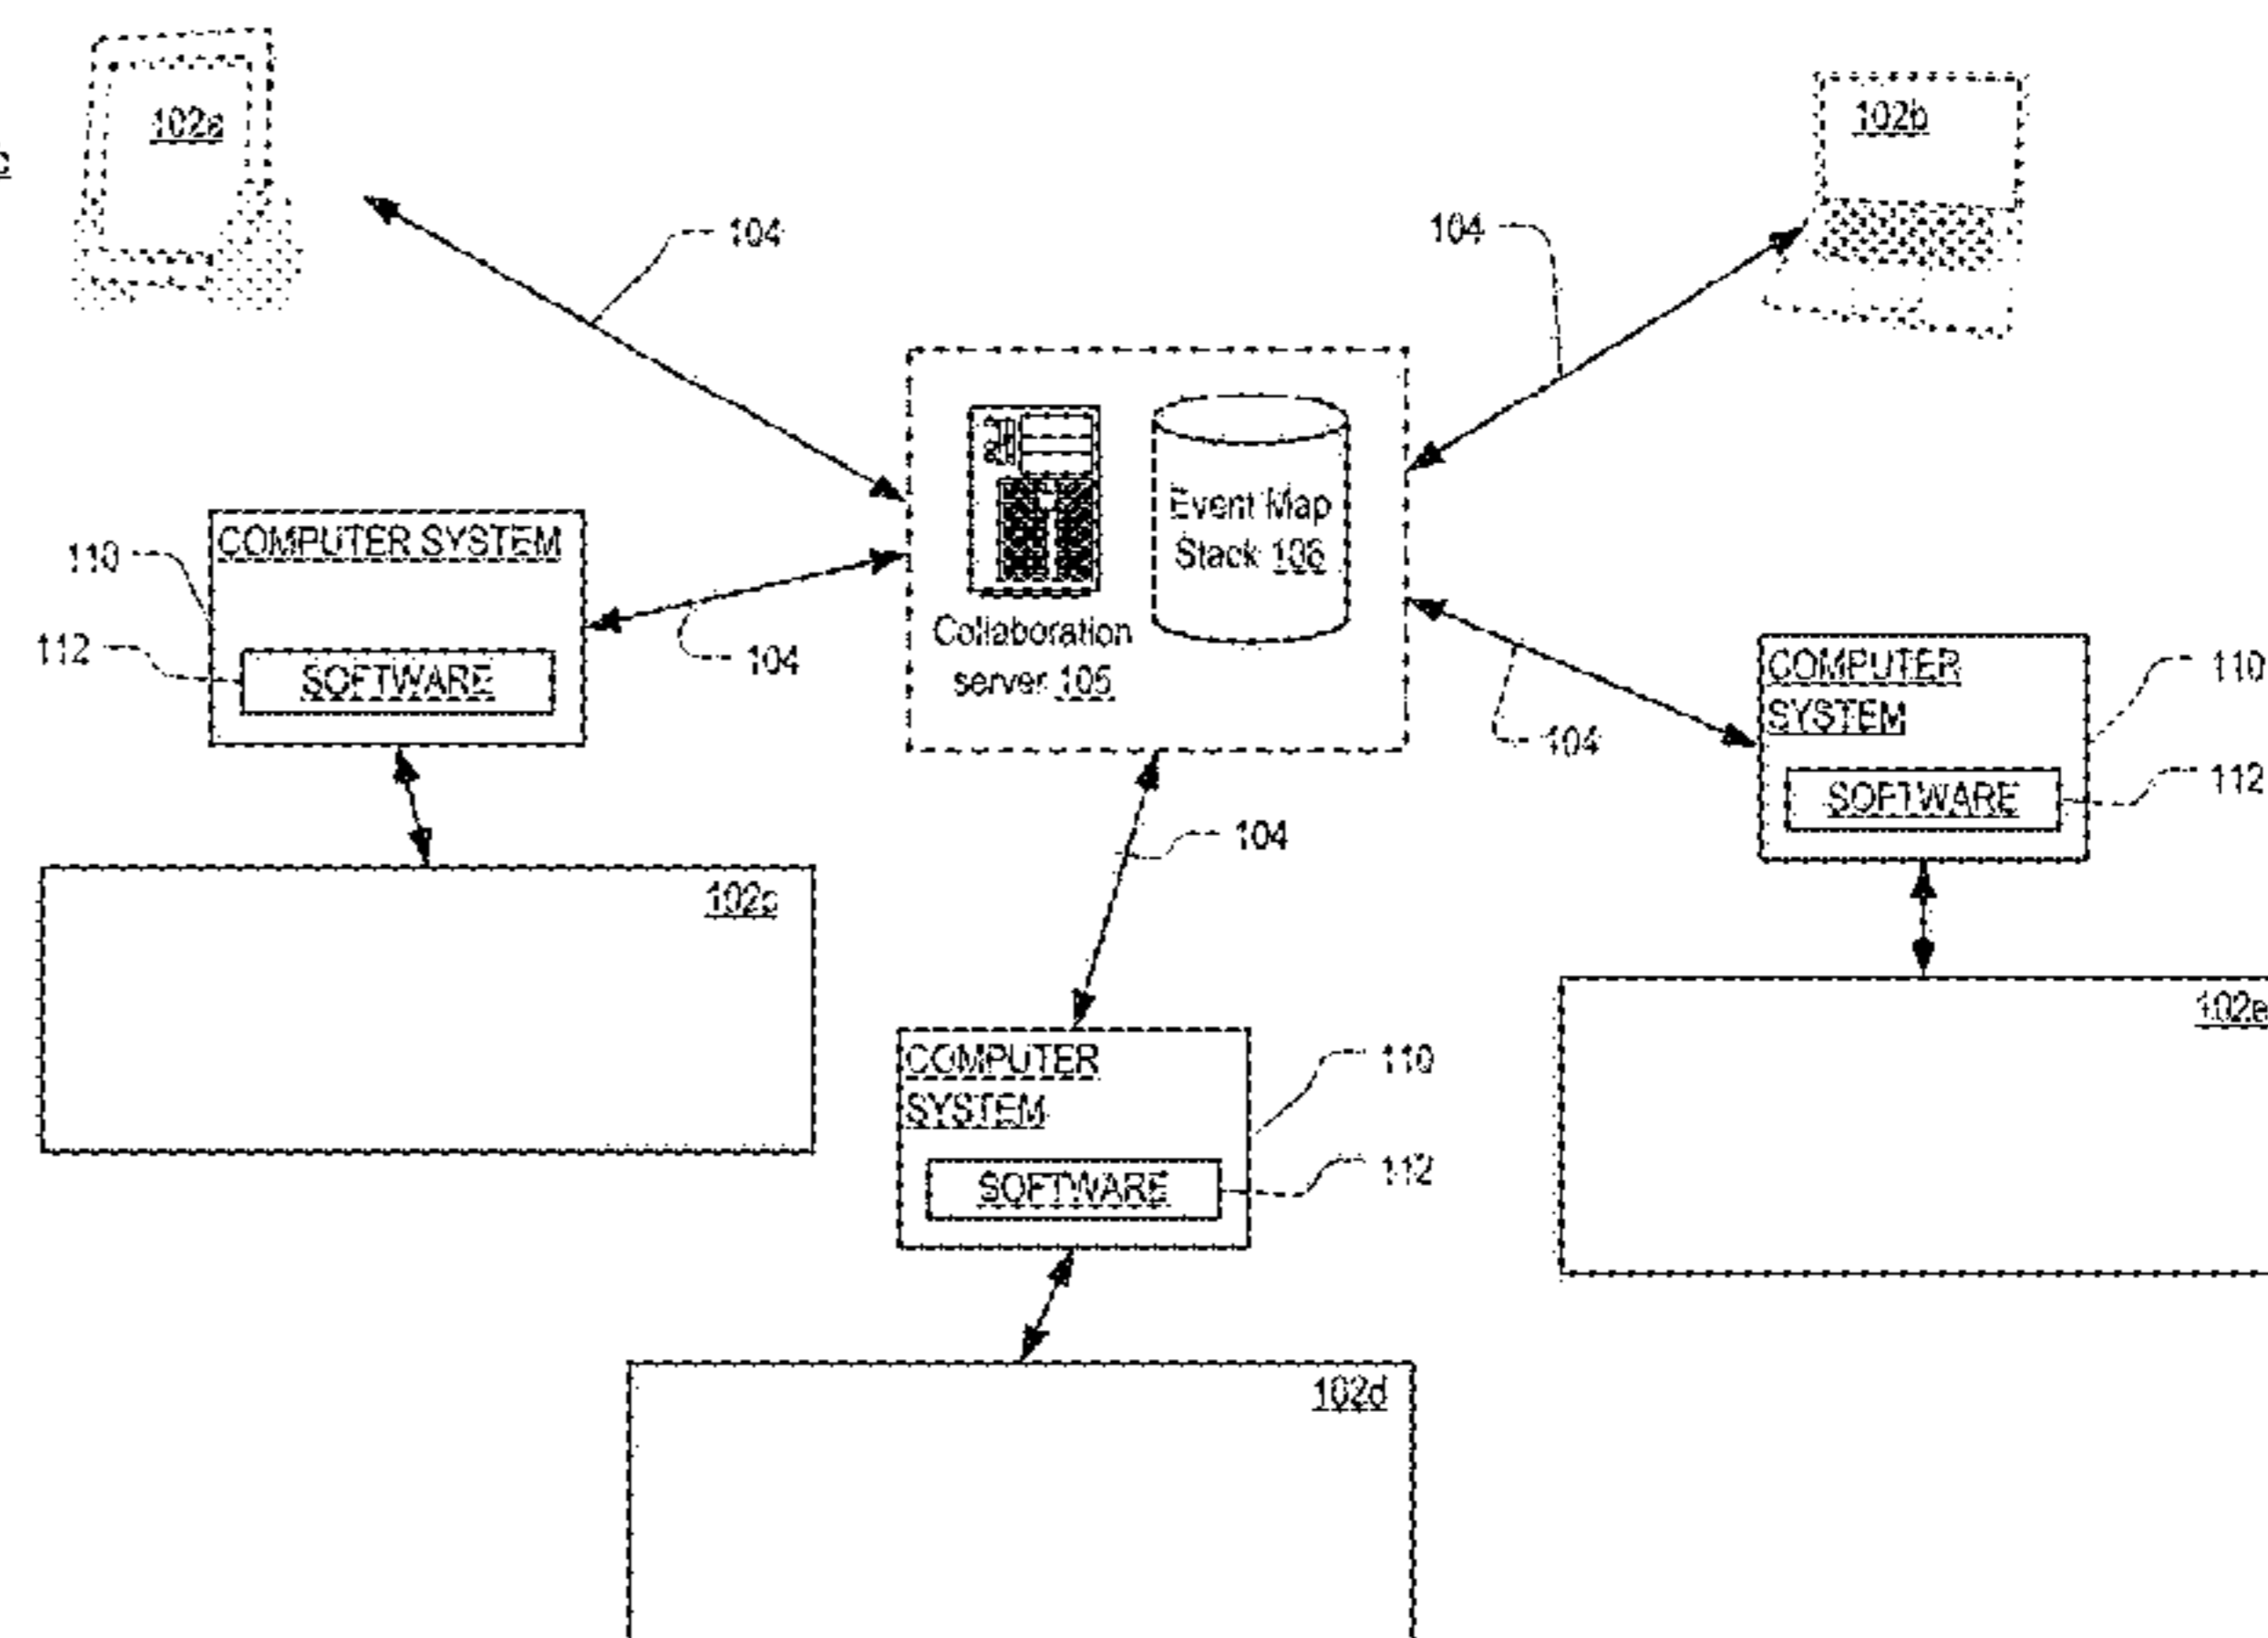 102a
102b
104
104
COMPUTER SYSTEM
110
112
SOFTWARE
104
Event Map
Stack 106
Collaboration
server 105
104
COMPUTER
SYSTEM
110
SOFTWARE
112
104
102c
102e
COMPUTER
SYSTEM
110
SOFTWARE
112
102d